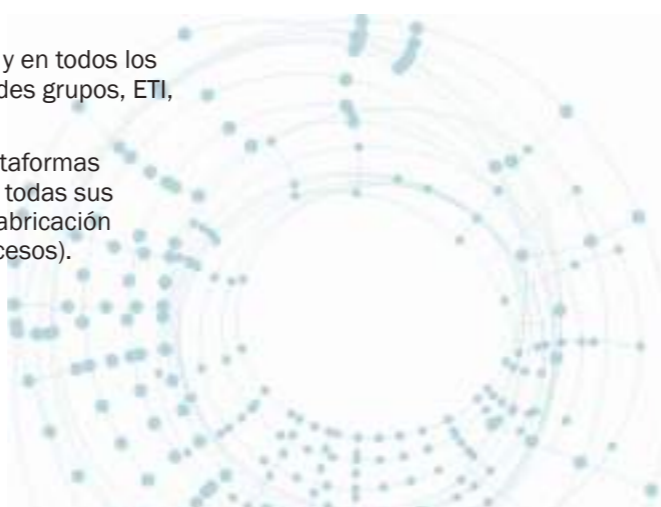 y en todos los
des grupos, ETI,
taformas
todas sus
abricación
cesos).